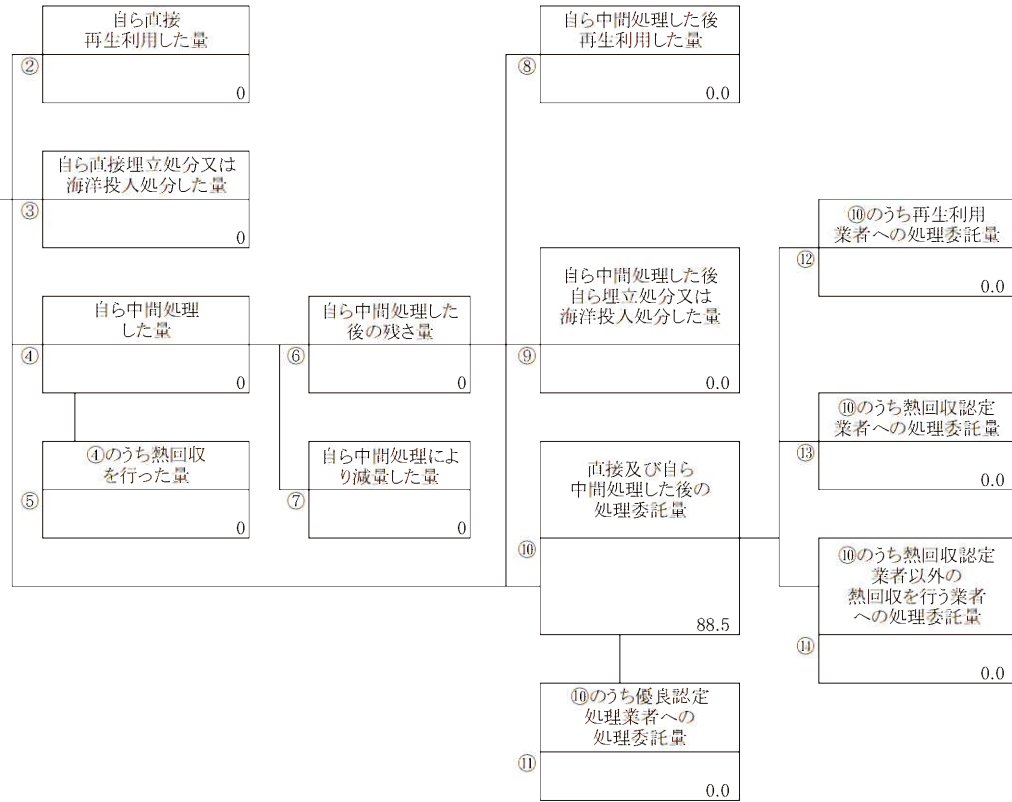 自ら直接
再生利用した量
②
0
自ら直接埋立処分又は
海洋投入処分した量
③
0
自ら中間処理
した量
④
0
④のうち熱回収
を行った量
⑤
0
自ら中間処理した
後の残さ量
⑥
0
自ら中間処理によ
り減量した量
⑦
0
自ら中間処理した後
再生利用した量
⑧
0.0
自ら中間処理した後
自ら埋立処分又は
海洋投入処分した量
⑨
0.0
直接及び自ら
中間処理した後の
処理委託量
⑩
88.5
⑩のうち優良認定
処理業者への
処理委託量
⑪
0.0
⑩のうち再生利用
業者への処理委託量
⑫
0.0
⑩のうち熱回収認定
業者への処理委託量
⑬
0.0
⑩のうち熱回収認定
業者以外の
熱回収を行う業者
への処理委託量
⑭
0.0